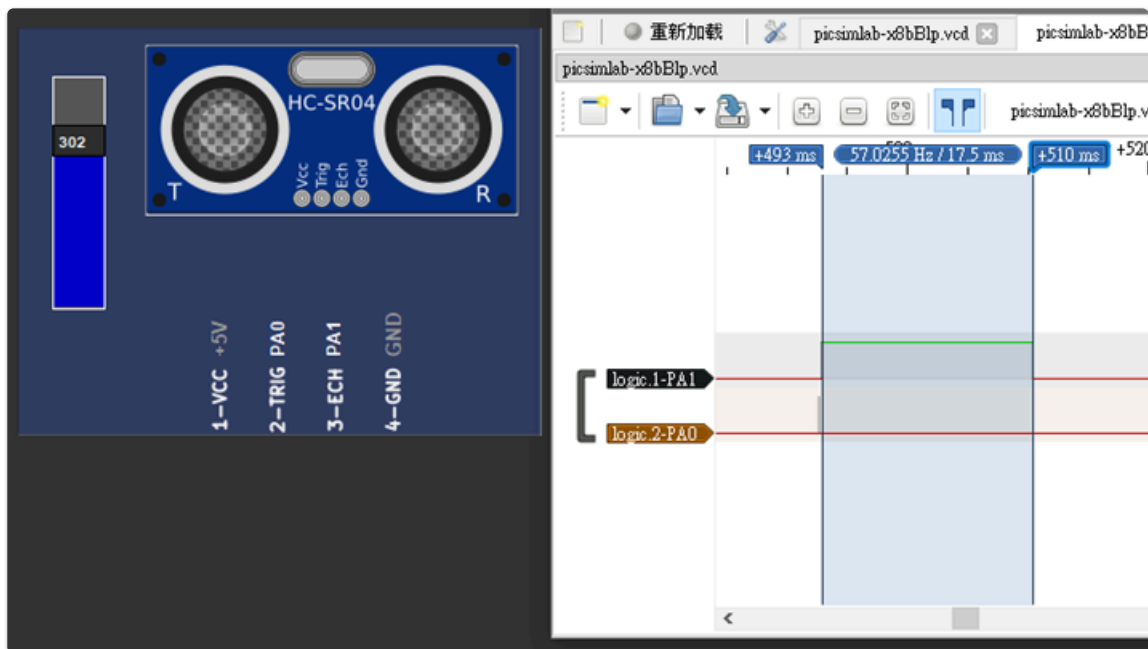 302
HC-SR04
Vcc
Trig
Ech
Gnd
T
R
1-VCC +5V
2-TRIG PA0
3-ECH PA1
4-GND GND
重新加载
picsimlab-x8bBlp.vcd
picsimlab-x8bB
picsimlab-x8bBlp.vcd
picsimlab-x8bBlp.v
+493 ms
57.0255 Hz / 17.5 ms
+510 ms
+520
logic.1-PA1
logic.2-PA0